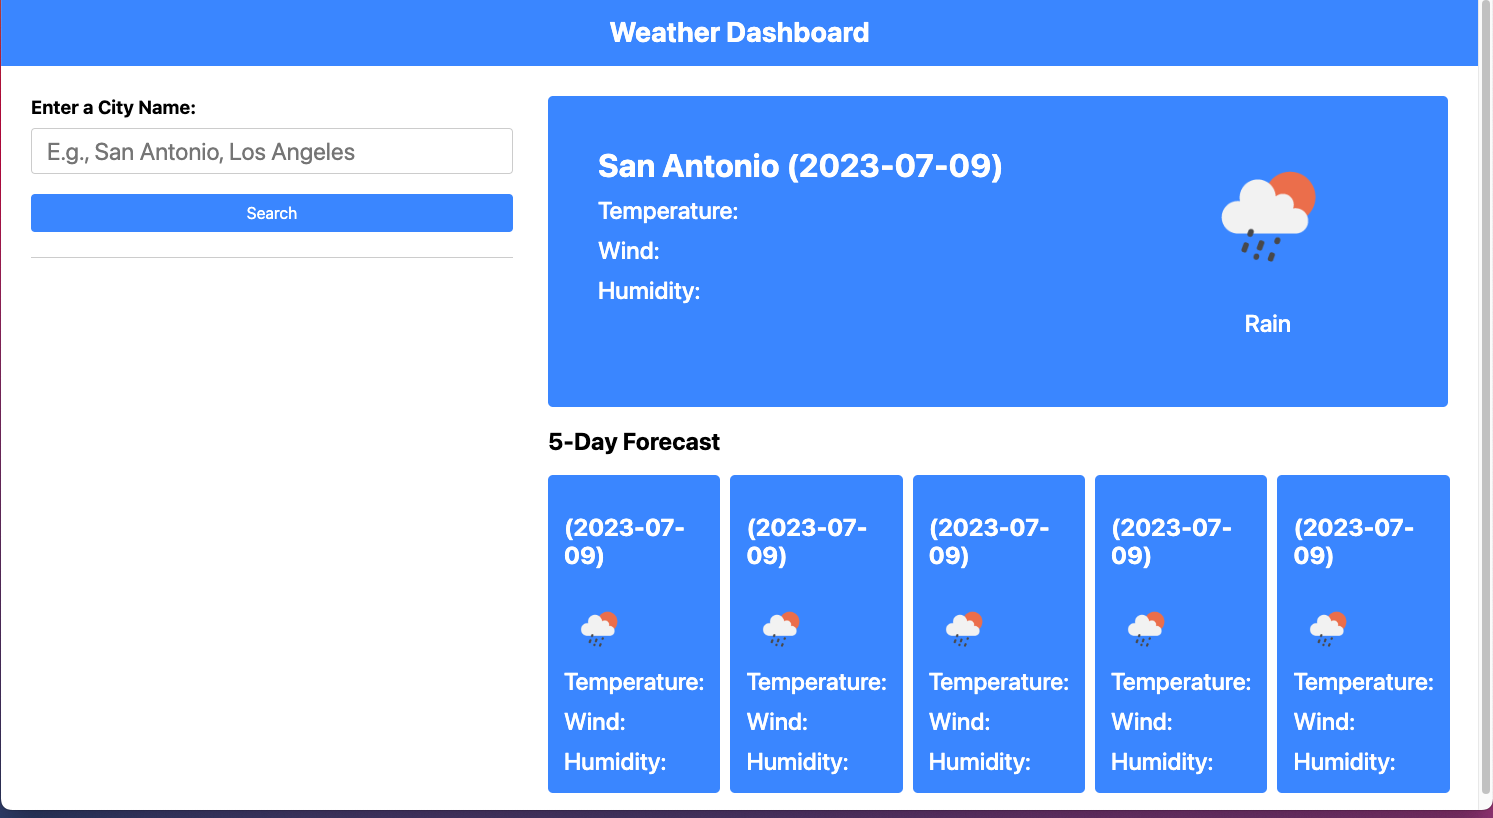 Weather Dashboard
Enter a City Name:
E.g., San Antonio, Los Angeles
Search
San Antonio (2023-07-09)
Temperature:
Wind:
Humidity:
Rain
5-Day Forecast
(2023-07-
09)
Temperature:
Wind:
Humidity:
(2023-07-
09)
Temperature:
Wind:
Humidity:
(2023-07-
09)
Temperature:
Wind:
Humidity:
(2023-07-
09)
Temperature:
Wind:
Humidity:
(2023-07-
09)
Temperature:
Wind:
Humidity: